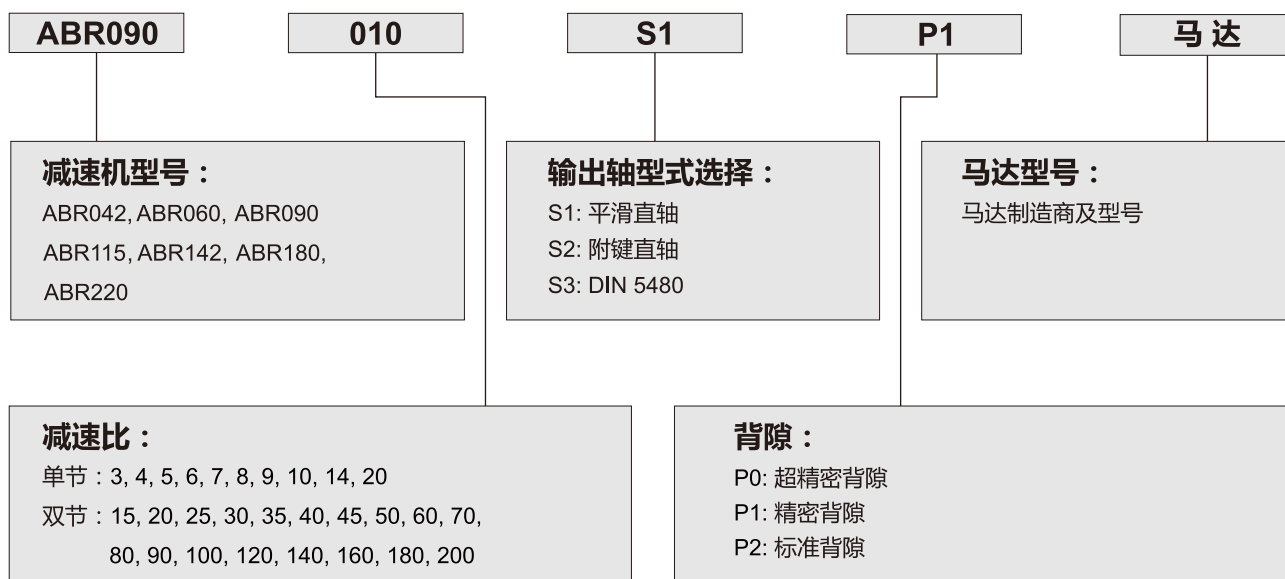 ABR090
010
S1
P1
马达
减速机型号：
ABR042, ABR060, ABR090
ABR115, ABR142, ABR180,
ABR220
输出轴型式选择：
S1: 平滑直轴
S2: 附键直轴
S3: DIN 5480
马达型号：
马达制造商及型号
减速比：
单节：3, 4, 5, 6, 7, 8, 9, 10, 14, 20
双节：15, 20, 25, 30, 35, 40, 45, 50, 60, 70,
80, 90, 100, 120, 140, 160, 180, 200
背隙：
P0: 超精密背隙
P1: 精密背隙
P2: 标准背隙